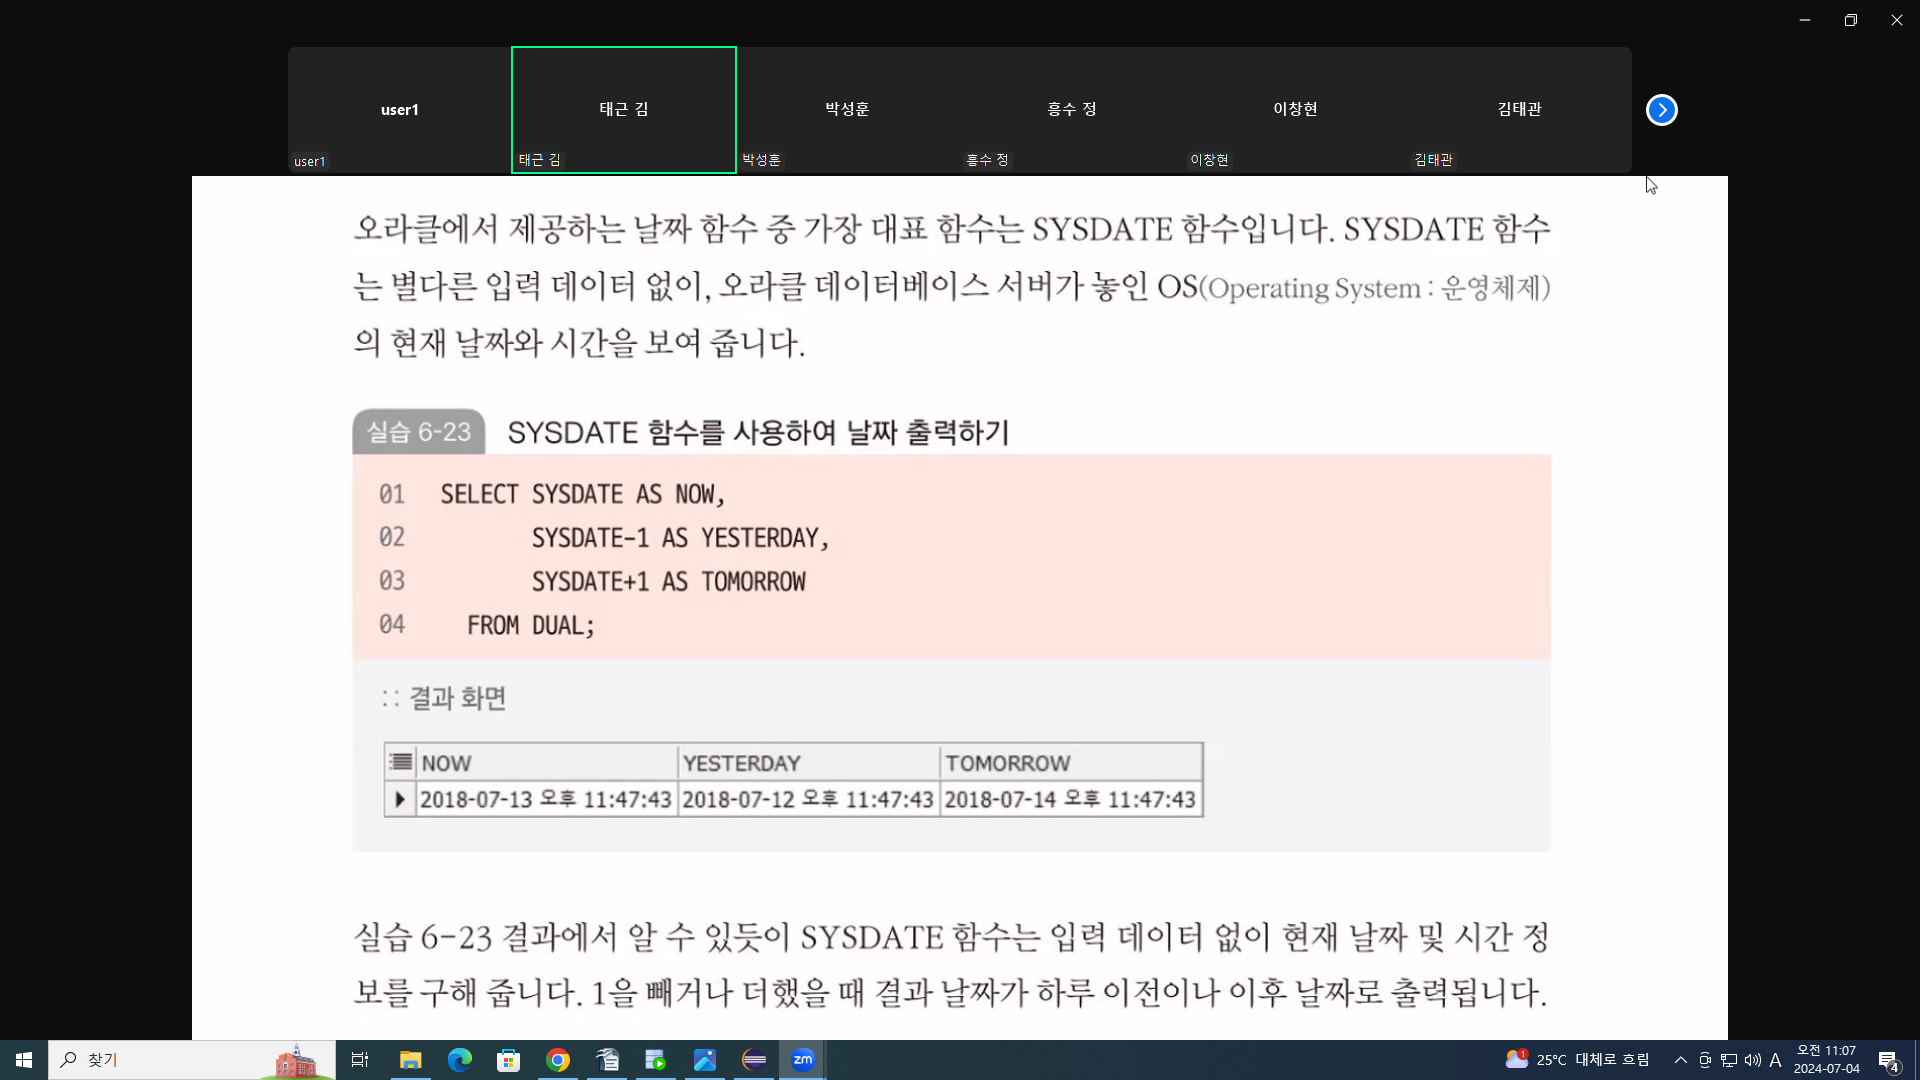 user1
태근 김
박성훈
흥수 정
이창현
김태관
user1
태근 김
박성훈
흥수 정
이창현
김태관
오라클에서 제공하는 날짜 함수 중 가장 대표 함수는 SYSDATE 함수입니다. SYSDATE 함수
는 별다른 입력 데이터 없이, 오라클 데이터베이스 서버가 놓인 OS(Operating System : 운영체제)
의 현재 날짜와 시간을 보여 줍니다.
실습 6-23 SYSDATE 함수를 사용하여 날짜 출력하기
01 SELECT SYSDATE AS NOW,
02 SYSDATE-1 AS YESTERDAY,
03 SYSDATE+1 AS TOMORROW
04 FROM DUAL;
:: 결과 화면
NOW YESTERDAY TOMORROW
2018-07-13 오후 11:47:43 2018-07-12 오후 11:47:43 2018-07-14 오후 11:47:43
실습 6-23 결과에서 알 수 있듯이 SYSDATE 함수는 입력 데이터 없이 현재 날짜 및 시간 정
보를 구해 줍니다. 1을 빼거나 더했을 때 결과 날짜가 하루 이전이나 이후 날짜로 출력됩니다.
찾기
zm
1
25°C 대체로 흐림
A
오전 11:07
2024-07-04
4